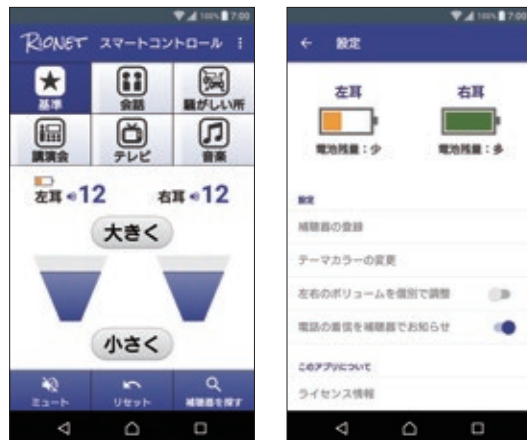 100% 7:00
RIONET スマートコントロール
基準 会話 騒がしい所
講演会 テレビ 音楽
左耳 12 右耳 12
大きく
小さく
ミュート リセット 補聴器を探す
100% 7:00
設定
左耳 右耳
電池残量：少 電池残量：多
設定
補聴器の登録
テーマカラーの変更
左右のボリュームを個別で調整
電話の着信を補聴器でお知らせ
このアプリについて
ライセンス情報